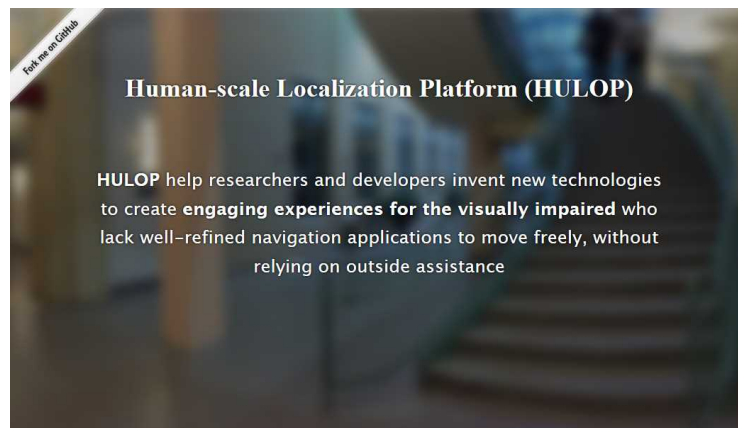 Fork me on GitHub
Human-scale Localization Platform (HULOP)
HULOP help researchers and developers invent new technologies
to create engaging experiences for the visually impaired who
lack well-refined navigation applications to move freely, without
relying on outside assistance